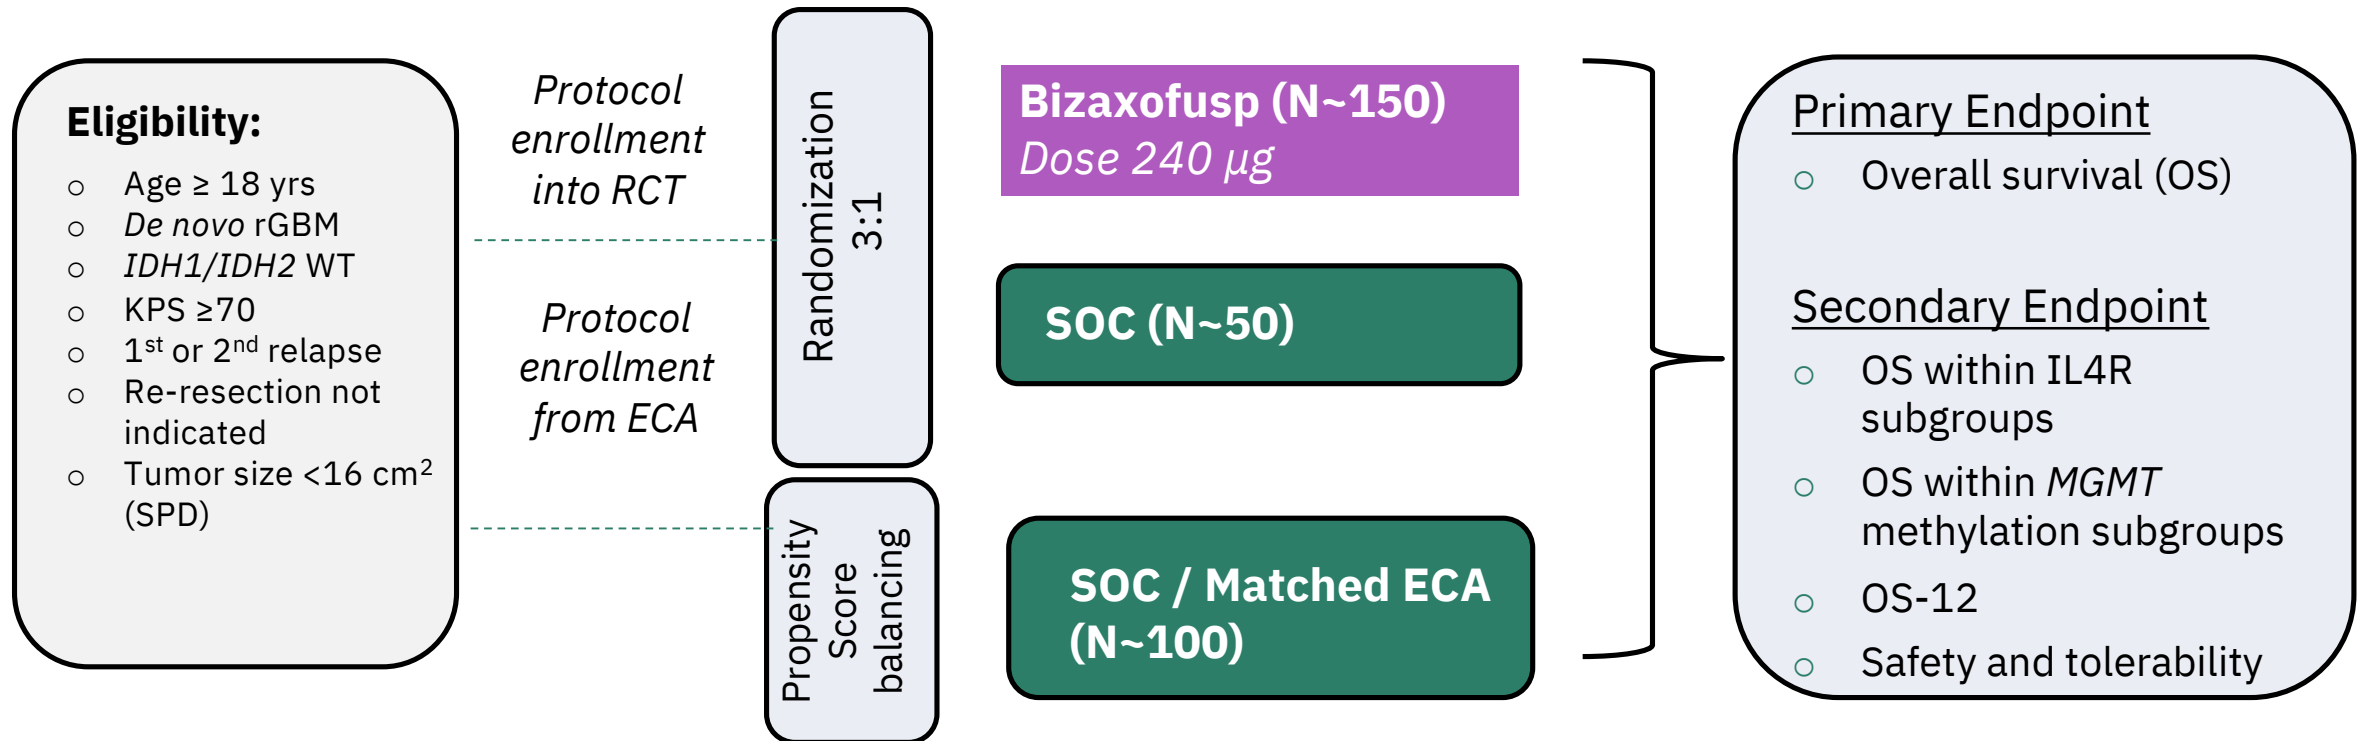 Eligibility:
○ Age ≥ 18 yrs
○ De novo rGBM
○ IDH1/IDH2 WT
○ KPS ≥70
○ 1st or 2nd relapse
○ Re-resection not
indicated
○ Tumor size <16 cm²
(SPD)
Protocol
enrollment
into RCT
Protocol
enrollment
from ECA
Randomization
3:1
Propensity
Score
balancing
Bizaxofusp (N~150)
Dose 240 µg
SOC (N~50)
SOC / Matched ECA
(N~100)
Primary Endpoint
○ Overall survival (OS)
Secondary Endpoint
○ OS within IL4R
subgroups
○ OS within MGMT
methylation subgroups
○ OS-12
○ Safety and tolerability